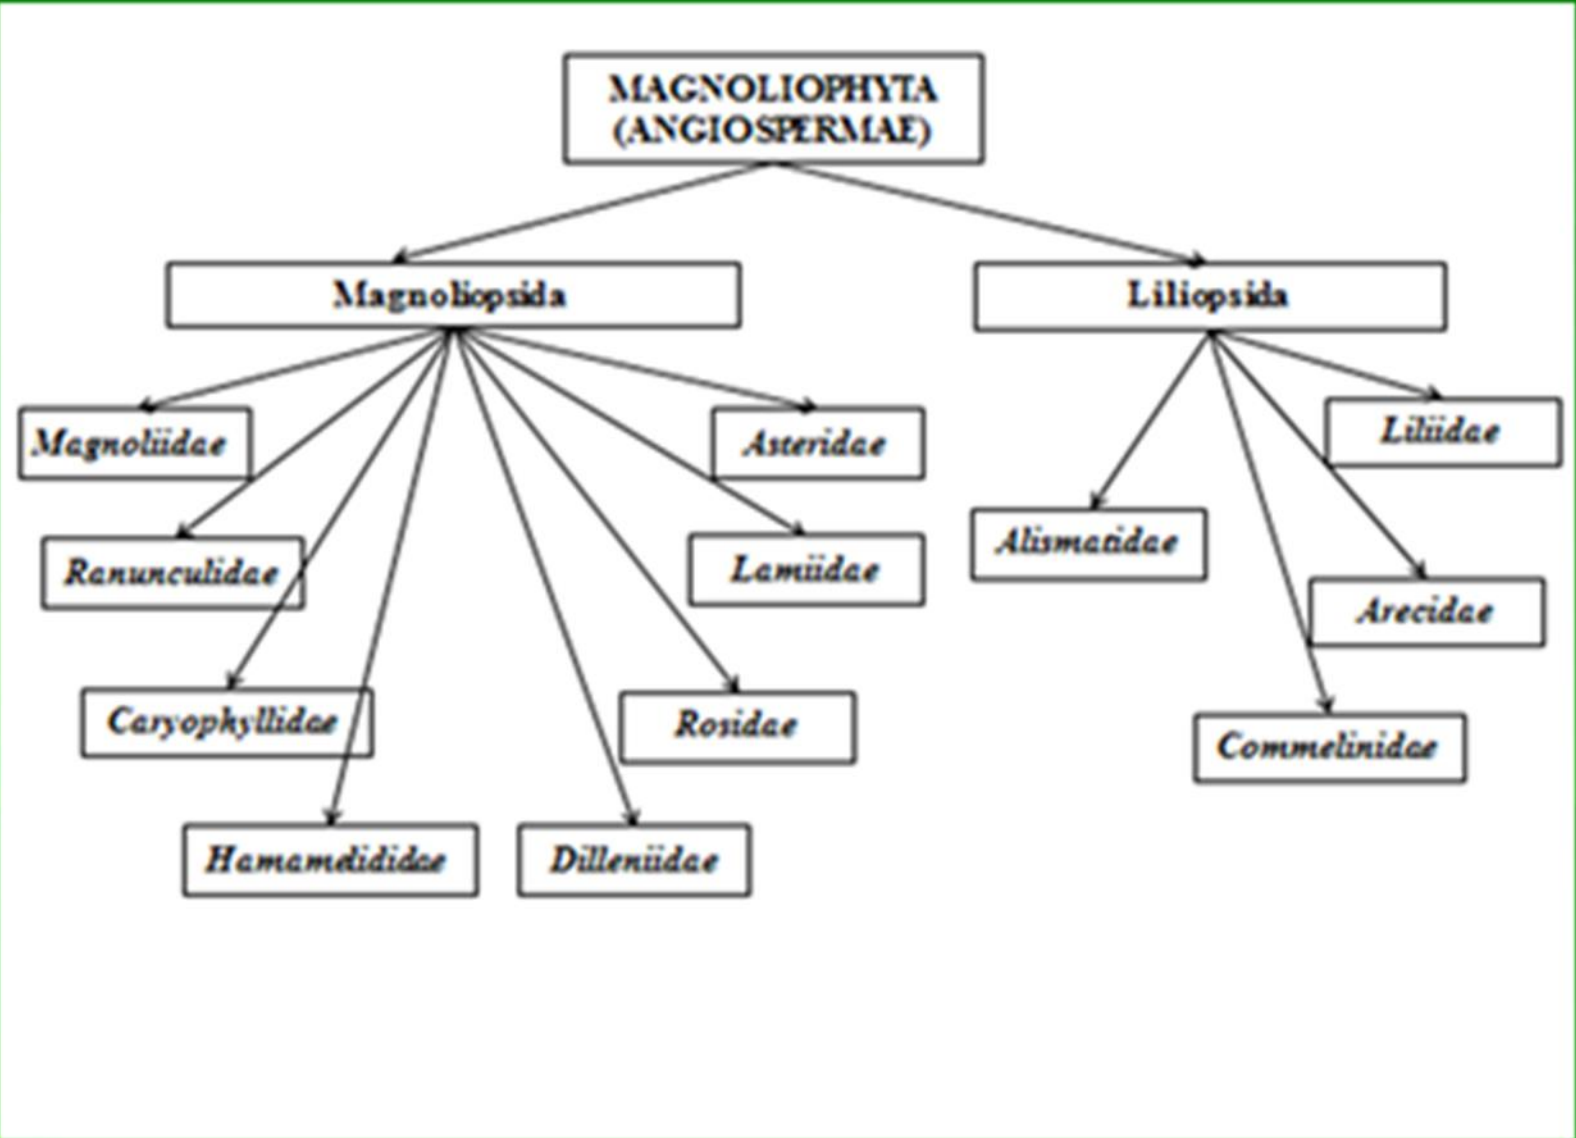 MAGNOLIOPHYTA
(ANGIOSPERMAE)
Magnoliopsida
Liliopsida
Magnoliidae
Asteridae
Liliidae
Ranunculidae
Lamiidae
Alismatidae
Arecidae
Caryophyllidae
Rosidae
Commelinidae
Hamamelididae
Dilleniidae